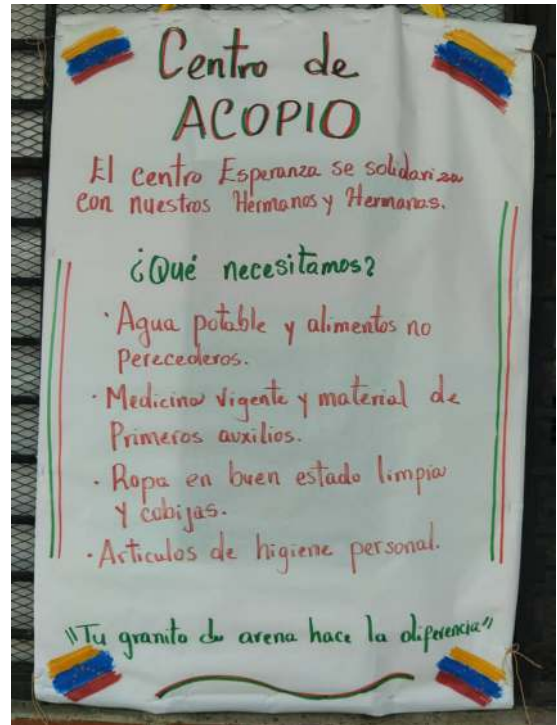 Centro de
ACOPIO
El centro Esperanza se solidariza
con nuestros Hermanos y Hermanas.
¿Qué necesitamos?
· Agua potable y alimentos no
perecederos.
· Medicina vigente y material de
Primeros auxilios.
· Ropa en buen estado limpia
y cobijas.
· Articulos de higiene personal.
"Tu granito de arena hace la diferencia"